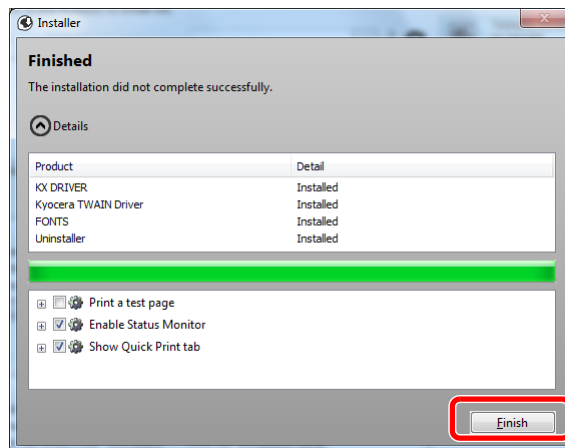 Installer
Finished
The installation did not complete successfully.
Details
Product Detail
KX DRIVER Installed
Kyocera TWAIN Driver Installed
FONTS Installed
Uninstaller Installed
Print a test page
Enable Status Monitor
Show Quick Print tab
Finish